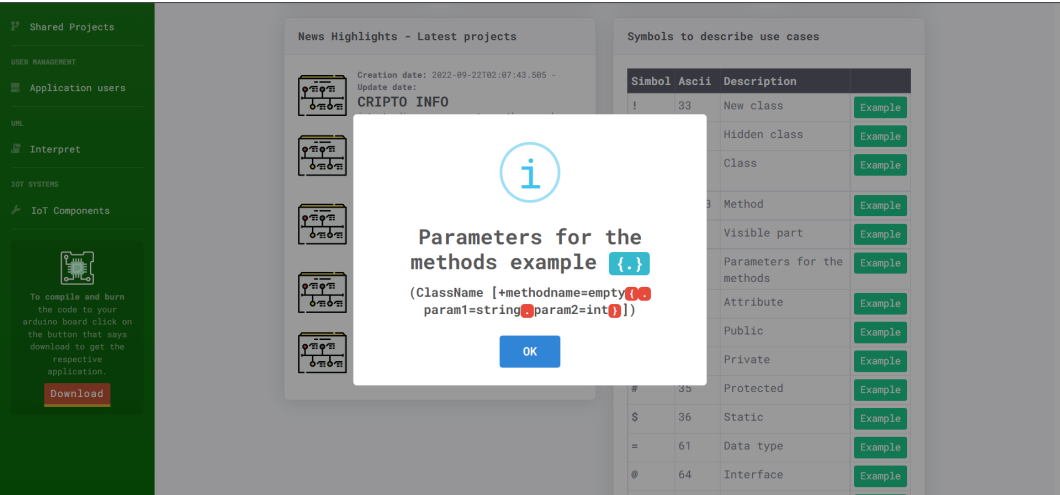 Shared Projects
USER MANAGEMENT
Application users
UML
Interpret
IOT SYSTEMS
IoT Components
To compile and burn
the code to your
arduino board click on
the button that says
download to get the
respective
application.
Download
News Highlights - Latest projects
Creation date: 2022-09-22T02:07:43.505 -
Update date:
CRIPTO INFO
Parameters for the
methods example {.}
(ClassName [+methodname=empty{.
param1=string.param2=int}])
OK
Symbols to describe use cases
Simbol Ascii Description
! 33 New class Example
Hidden class Example
Class Example
Method Example
Visible part Example
Parameters for the
methods Example
Attribute Example
Public Example
Private Example
# 35 Protected Example
$ 36 Static Example
= 61 Data type Example
@ 64 Interface Example